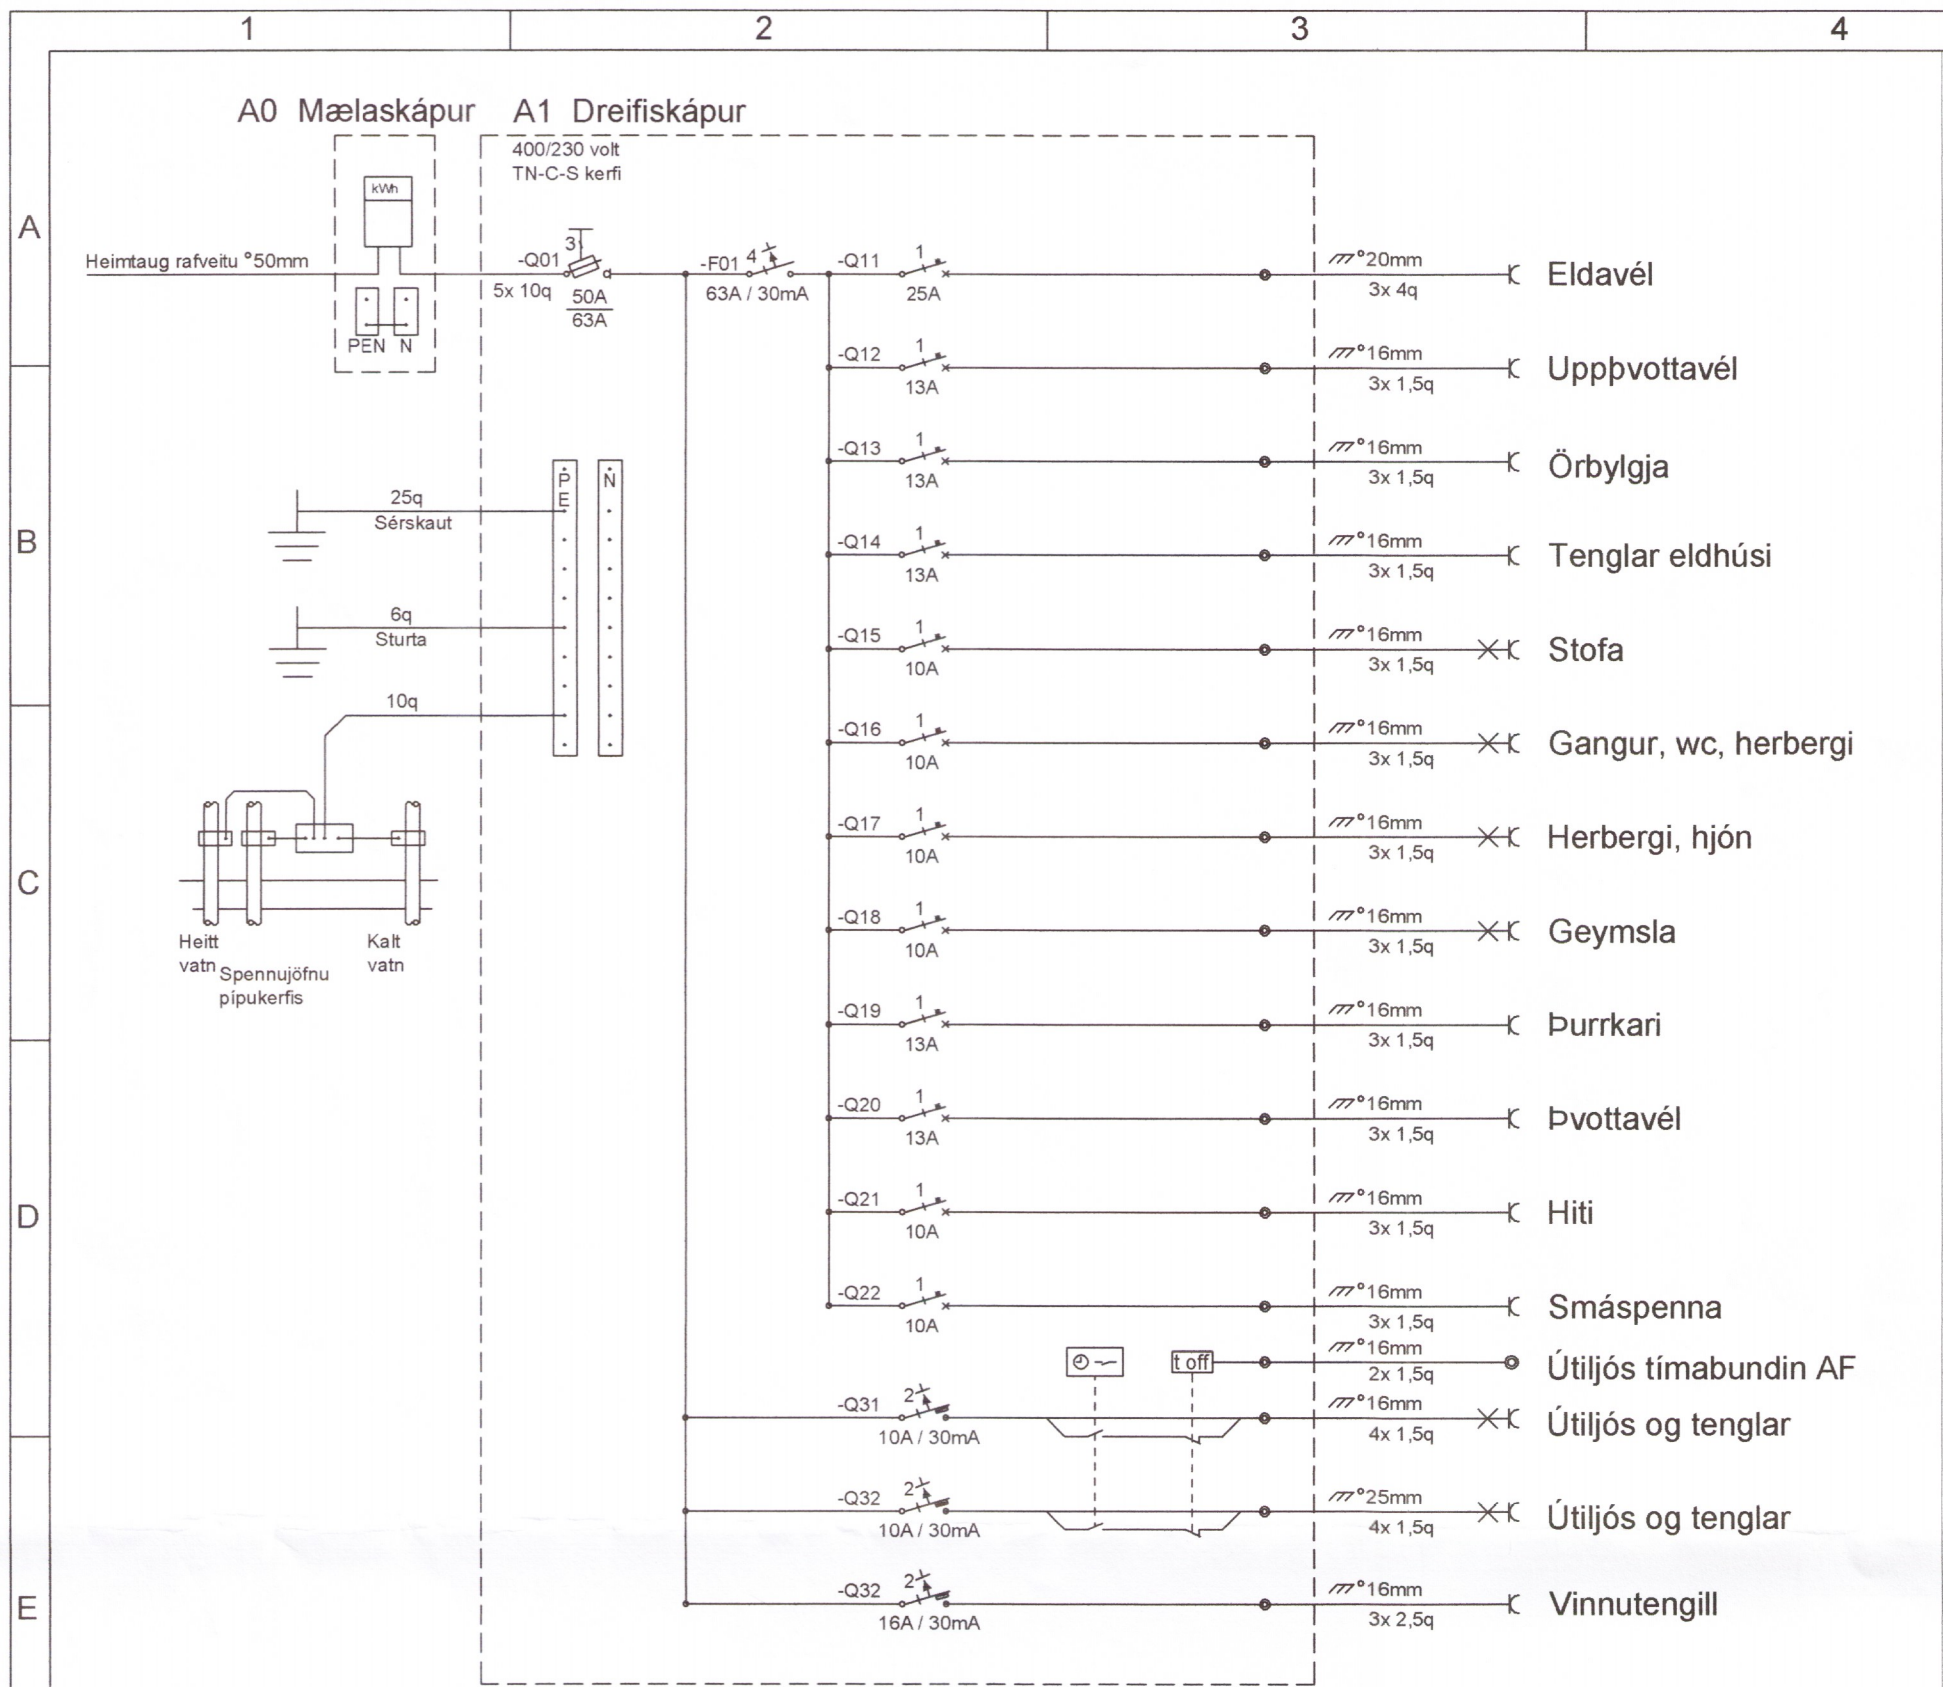 1 2 3 4
A0 Mælaskápur
A1 Dreifiskápur
400/230 volt
TN-C-S kerfi
A
kWh
Heimtaug rafveitu °50mm
PEN N
-Q01
3
5x 10q
50A
63A
-F01
4
63A / 30mA
-Q11
1
25A
°20mm
3x 4q
Eldavél
-Q12
1
13A
°16mm
3x 1,5q
Uppþvottavél
-Q13
1
13A
°16mm
3x 1,5q
Örbylgja
B
PE
N
25q
Sérskaut
6q
Sturta
10q
-Q14
1
13A
°16mm
3x 1,5q
Tenglar eldhúsi
-Q15
1
10A
°16mm
3x 1,5q
Stofa
-Q16
1
10A
°16mm
3x 1,5q
Gangur, wc, herbergi
C
-Q17
1
10A
°16mm
3x 1,5q
Herbergi, hjón
-Q18
1
10A
°16mm
3x 1,5q
Geymsla
Heitt
vatn
Kalt
vatn
Spennujöfnu
pípukerfis
-Q19
1
13A
°16mm
3x 1,5q
Þurrkari
-Q20
1
13A
°16mm
3x 1,5q
Þvottavél
D
-Q21
1
10A
°16mm
3x 1,5q
Hiti
-Q22
1
10A
°16mm
3x 1,5q
Smáspenna
t off
°16mm
2x 1,5q
Útiljós tímabundin AF
-Q31
2
10A / 30mA
°16mm
4x 1,5q
Útiljós og tenglar
-Q32
2
10A / 30mA
°25mm
4x 1,5q
Útiljós og tenglar
E
-Q32
2
16A / 30mA
°16mm
3x 2,5q
Vinnutengill